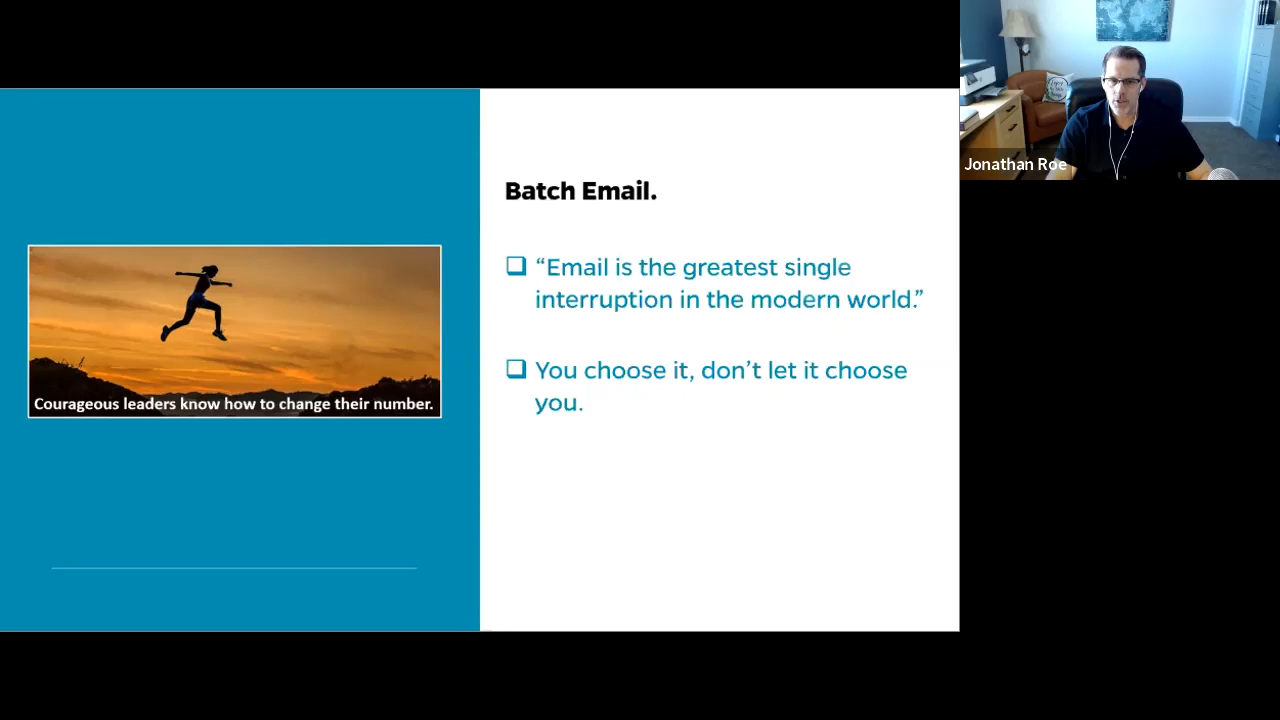 Jonathan Roe
Batch Email.
“Email is the greatest single
interruption in the modern world.”
You choose it, don’t let it choose
you.
Courageous leaders know how to change their number.